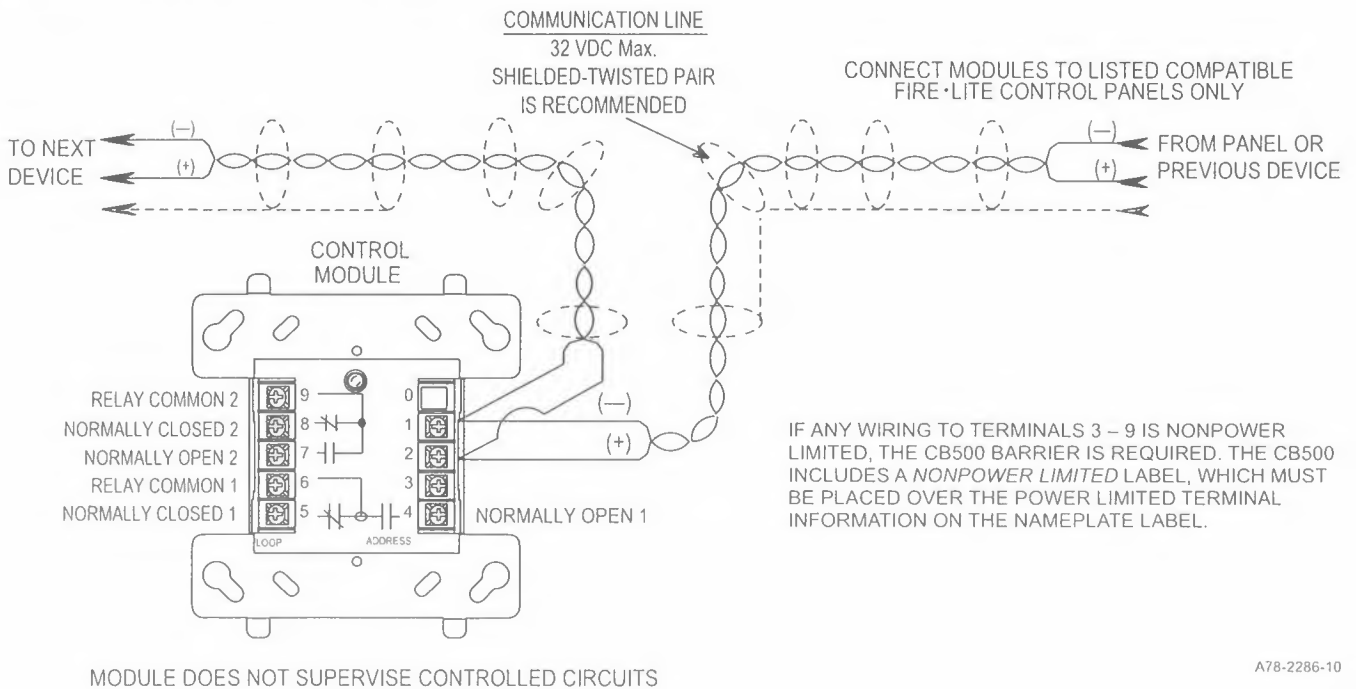 COMMUNICATION LINE
32 VDC Max.
SHIELDED-TWISTED PAIR
IS RECOMMENDED
CONNECT MODULES TO LISTED COMPATIBLE
FIRE•LITE CONTROL PANELS ONLY
TO NEXT
DEVICE
(—)
(+)
(—)
(+)
FROM PANEL OR
PREVIOUS DEVICE
CONTROL
MODULE
RELAY COMMON 2
NORMALLY CLOSED 2
NORMALLY OPEN 2
RELAY COMMON 1
NORMALLY CLOSED 1
9
8
7
6
5
0
1
2
3
4
NORMALLY OPEN 1
LOOP
ADDRESS
(—)
(+)
IF ANY WIRING TO TERMINALS 3 – 9 IS NONPOWER
LIMITED, THE CB500 BARRIER IS REQUIRED. THE CB500
INCLUDES A NONPOWER LIMITED LABEL, WHICH MUST
BE PLACED OVER THE POWER LIMITED TERMINAL
INFORMATION ON THE NAMEPLATE LABEL.
MODULE DOES NOT SUPERVISE CONTROLLED CIRCUITS
A78-2286-10